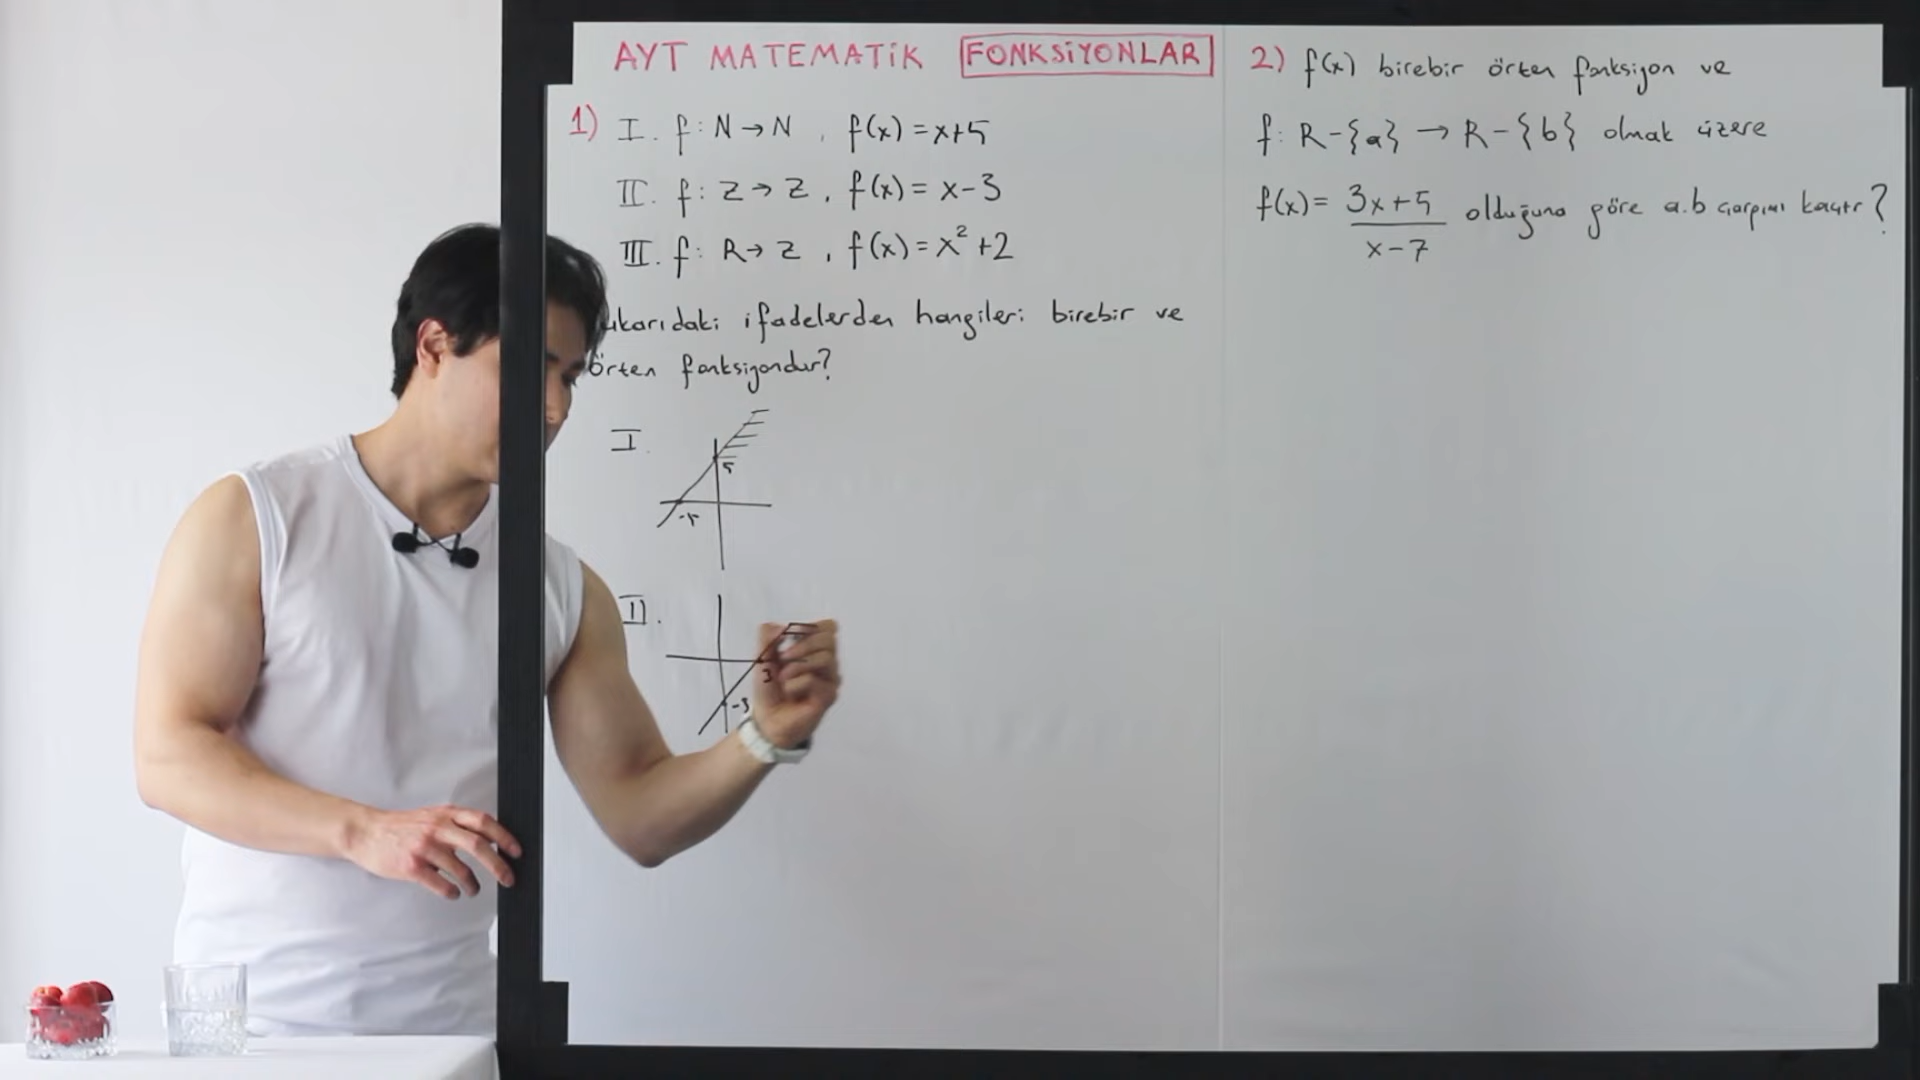 AYT MATEMATİK FONKSİYONLAR
1) I. f: N → N , f(x) = x+5
II. f: Z → Z , f(x) = x-3
III. f: R → Z , f(x) = x² +2
ukarıdaki ifadelerden hangileri birebir ve
örten fonksiyondur?
I.
5
-5
II.
3
-3
2) f(x) birebir örten fonksiyon ve
f: R-{a} → R-{b} olmak üzere
f(x) = 3x+5 / x-7 olduğuna göre a.b çarpımı kaçtır?